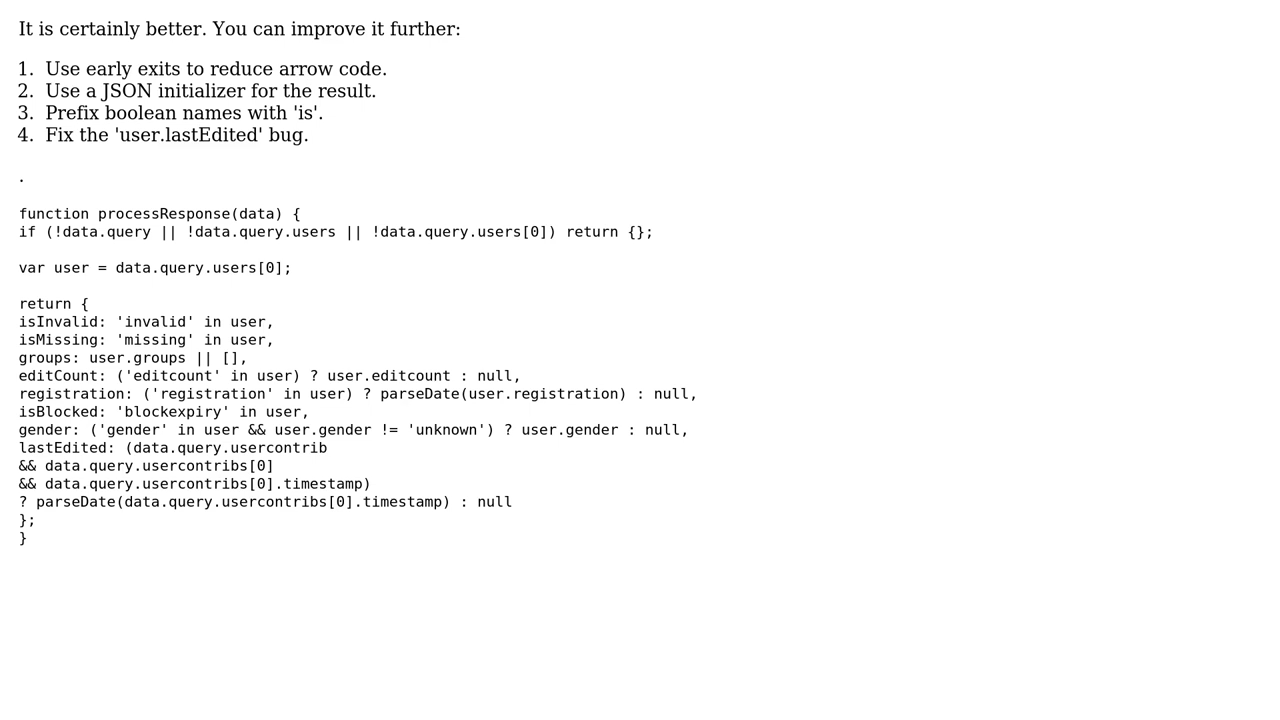 It is certainly better. You can improve it further:
1. Use early exits to reduce arrow code.
2. Use a JSON initializer for the result.
3. Prefix boolean names with 'is'.
4. Fix the 'user.lastEdited' bug.
.
function processResponse(data) {
if (!data.query || !data.query.users || !data.query.users[0]) return {};
var user = data.query.users[0];
return {
isInvalid: 'invalid' in user,
isMissing: 'missing' in user,
groups: user.groups || [],
editCount: ('editcount' in user) ? user.editcount : null,
registration: ('registration' in user) ? parseDate(user.registration) : null,
isBlocked: 'blockexpiry' in user,
gender: ('gender' in user && user.gender != 'unknown') ? user.gender : null,
lastEdited: (data.query.usercontrib
&& data.query.usercontribs[0]
&& data.query.usercontribs[0].timestamp)
? parseDate(data.query.usercontribs[0].timestamp) : null
};
}